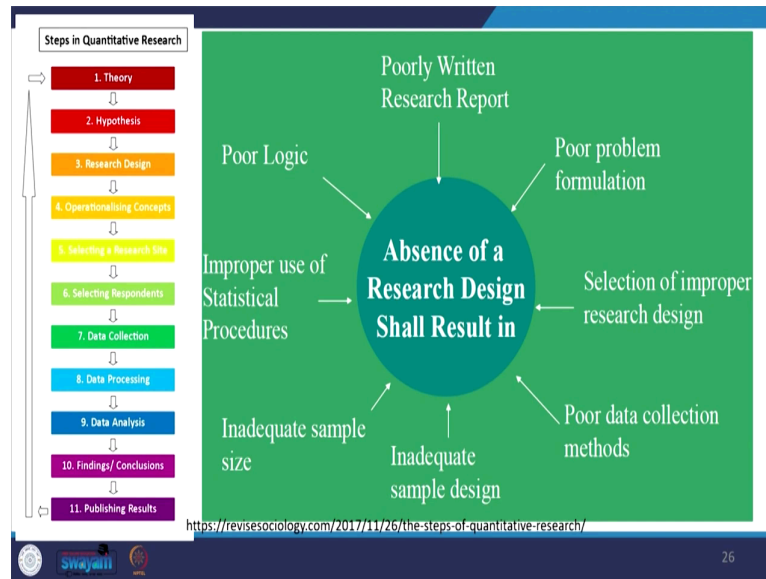 Steps in Quantitative Research
1. Theory
2. Hypothesis
3. Research Design
4. Operationalising Concepts
5. Selecting a Research Site
6. Selecting Respondents
7. Data Collection
8. Data Processing
9. Data Analysis
10. Findings/ Conclusions
11. Publishing Results
Poorly Written
Research Report
Poor Logic
Poor problem
formulation
Absence of a
Research Design
Shall Result in
Improper use of
Statistical
Procedures
Selection of improper
research design
Inadequate sample
size
Inadequate
sample design
Poor data collection
methods
https://revisesociology.com/2017/11/26/the-steps-of-quantitative-research/
swayam
26